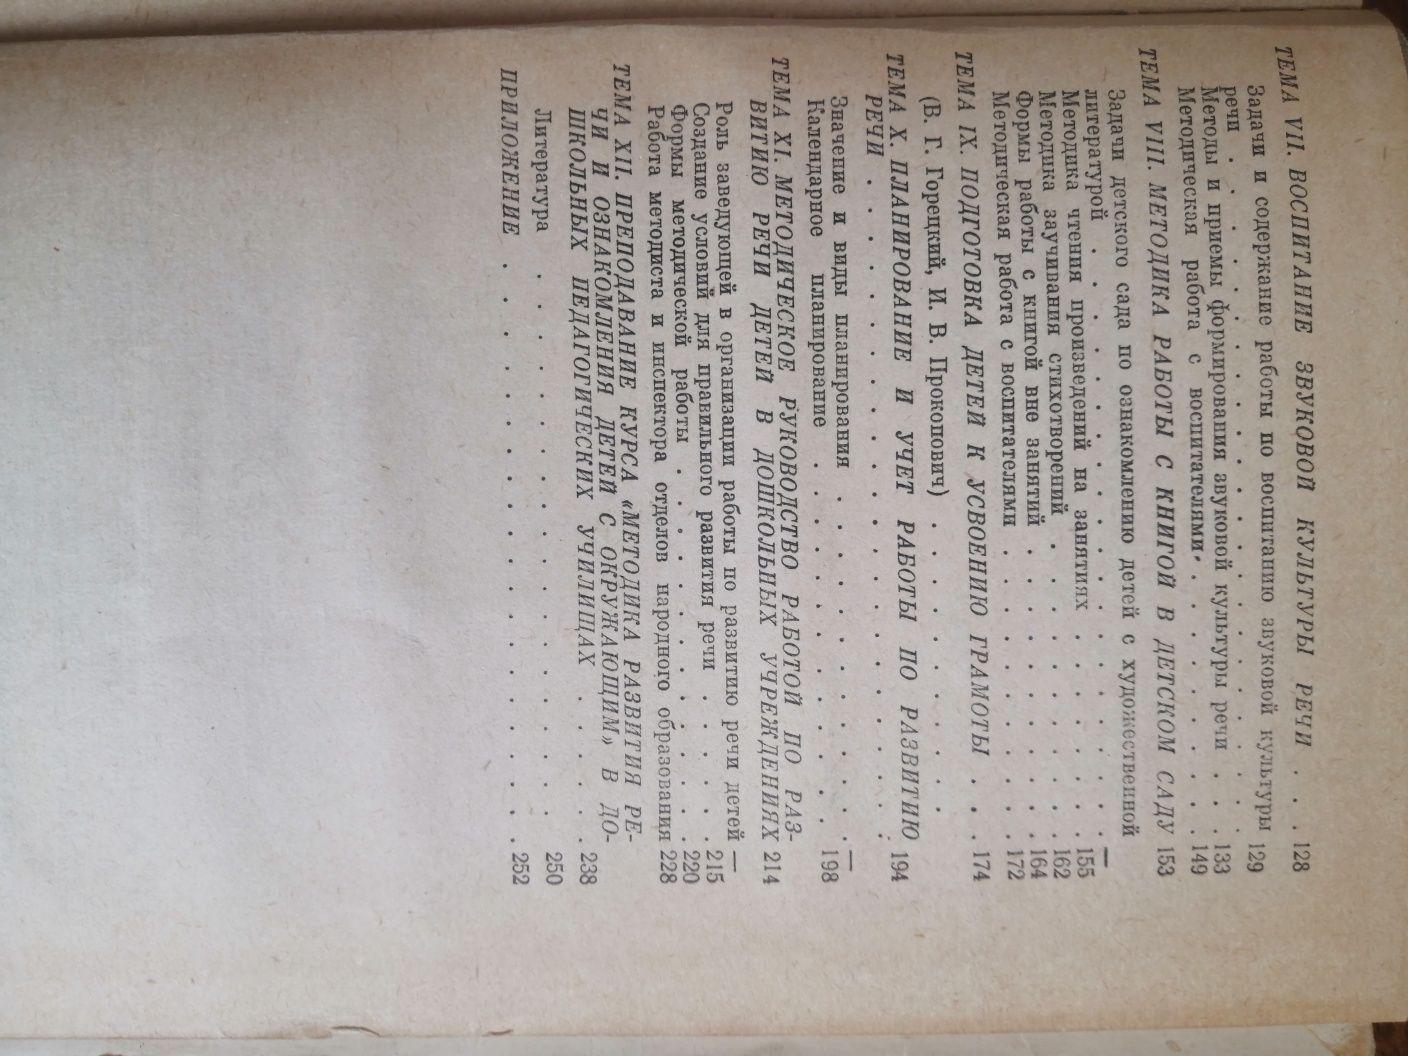 ТЕМА VII. ВОСПИТАНИЕ ЗВУКОВОЙ КУЛЬТУРЫ РЕЧИ . . 128
Задачи и содержание работы по воспитанию звуковой культуры
речи . . . . . . . . . . . . . . . . . 129
Методы и приемы формирования звуковой культуры речи . . . 133
Методическая работа с воспитателями . . . . . . . . 149
ТЕМА VIII. МЕТОДИКА РАБОТЫ С КНИГОЙ В ДЕТСКОМ САДУ 153
Задачи детского сада по ознакомлению детей с художественной
литературой . . . . . . . . . . . . . . —
Методика чтения произведений на занятиях . . . . . . 155
Методика заучивания стихотворений . . . . . . . . 162
Формы работы с книгой вне занятий . . . . . . . . 164
Методическая работа с воспитателями . . . . . . . . 172
ТЕМА IX. ПОДГОТОВКА ДЕТЕЙ К УСВОЕНИЮ ГРАМОТЫ . . . 174
(В. Г. Горецкий, И. В. Прокопович) . . . . . . . .
ТЕМА X. ПЛАНИРОВАНИЕ И УЧЕТ РАБОТЫ ПО РАЗВИТИЮ
РЕЧИ . . . . . . . . . . . . . . . . . 194
Значение и виды планирования . . . . . . . . . —
Календарное планирование . . . . . . . . . . 198
ТЕМА XI. МЕТОДИЧЕСКОЕ РУКОВОДСТВО РАБОТОЙ ПО РАЗ-
ВИТИЮ РЕЧИ ДЕТЕЙ В ДОШКОЛЬНЫХ УЧРЕЖДЕНИЯХ 214
Роль заведующей в организации работы по развитию речи детей —
Создание условий для правильного развития речи . . . . 215
Формы методической работы . . . . . . . . . . 220
Работа методиста и инспектора отделов народного образования 228
ТЕМА XII. ПРЕПОДАВАНИЕ КУРСА «МЕТОДИКА РАЗВИТИЯ РЕ-
ЧИ И ОЗНАКОМЛЕНИЯ ДЕТЕЙ С ОКРУЖАЮЩИМ» В ДО-
ШКОЛЬНЫХ ПЕДАГОГИЧЕСКИХ УЧИЛИЩАХ . . . . . 238
Литература . . . . . . . . . . . . . . 250
ПРИЛОЖЕНИЕ . . . . . . . . . . . . . . . 252